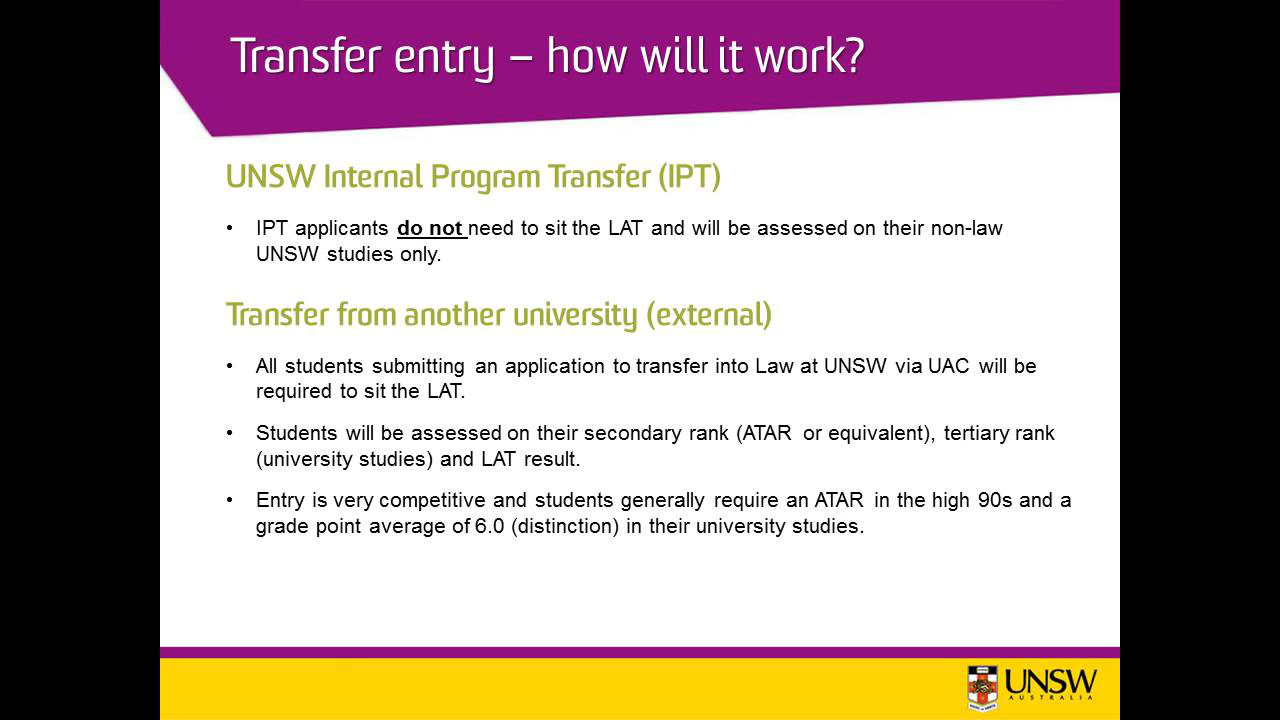 Transfer entry – how will it work?
UNSW Internal Program Transfer (IPT)
• IPT applicants do not need to sit the LAT and will be assessed on their non-law
UNSW studies only.
Transfer from another university (external)
• All students submitting an application to transfer into Law at UNSW via UAC will be
required to sit the LAT.
• Students will be assessed on their secondary rank (ATAR or equivalent), tertiary rank
(university studies) and LAT result.
• Entry is very competitive and students generally require an ATAR in the high 90s and a
grade point average of 6.0 (distinction) in their university studies.
UNSW
AUSTRALIA